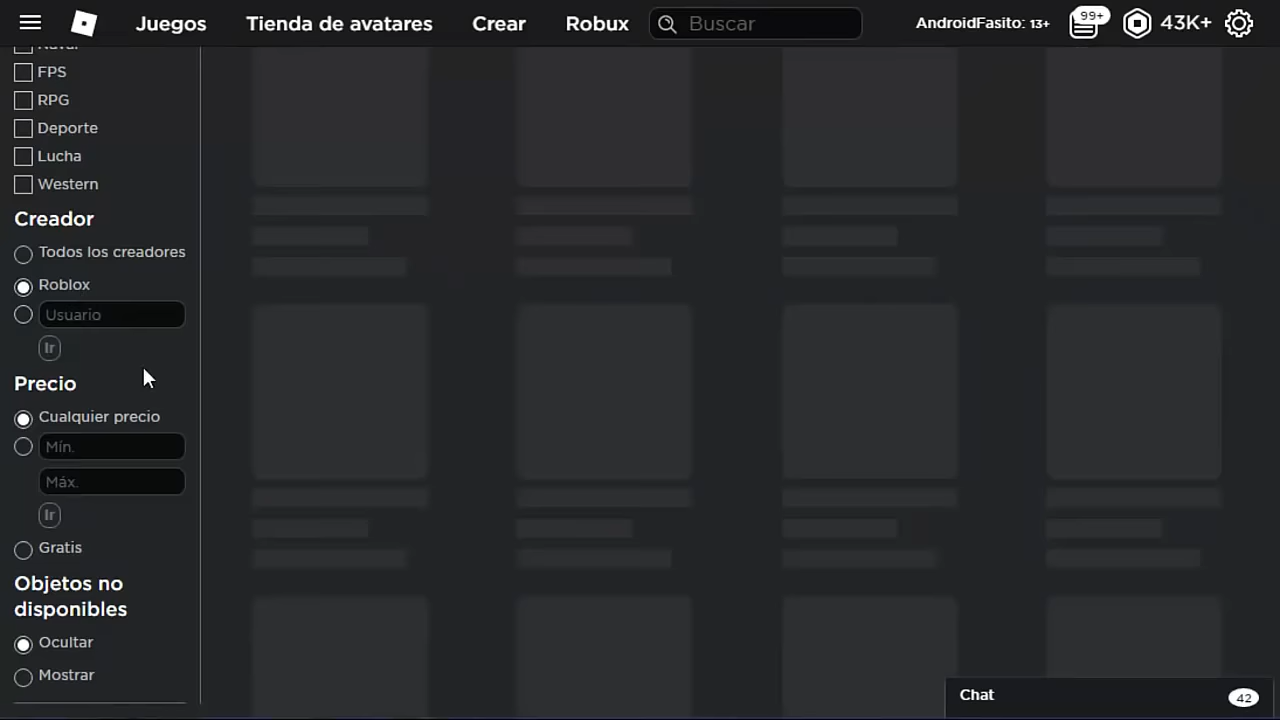 Juegos
Tienda de avatares
Crear
Robux
Buscar
AndroidFasito: 13+
99+
43K+
Naval
FPS
RPG
Deporte
Lucha
Western
Creador
Todos los creadores
Roblox
Usuario
Ir
Precio
Cualquier precio
Mín.
Máx.
Ir
Gratis
Objetos no
disponibles
Ocultar
Mostrar
Chat
42